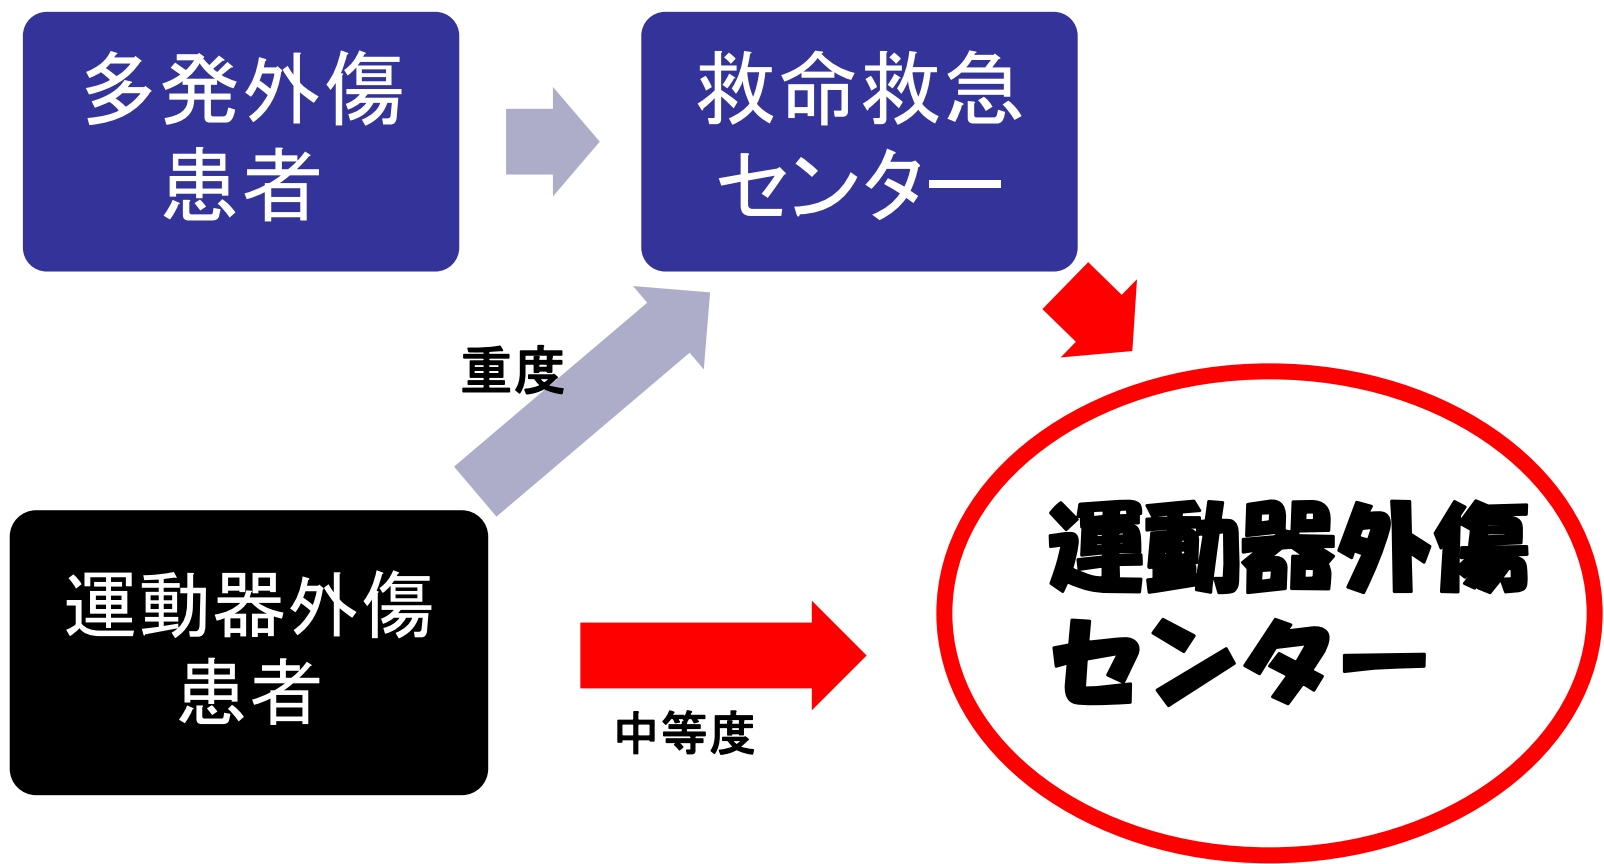 多発外傷
患者
救命救急
センター
重度
運動器外傷
患者
中等度
運動器外傷
センター